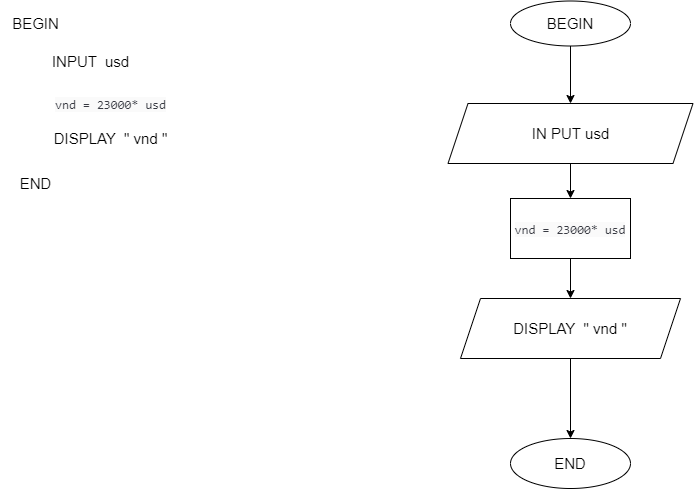 BEGIN
INPUT usd
vnd = 23000* usd
DISPLAY " vnd "
END
BEGIN
IN PUT usd
vnd = 23000* usd
DISPLAY " vnd "
END